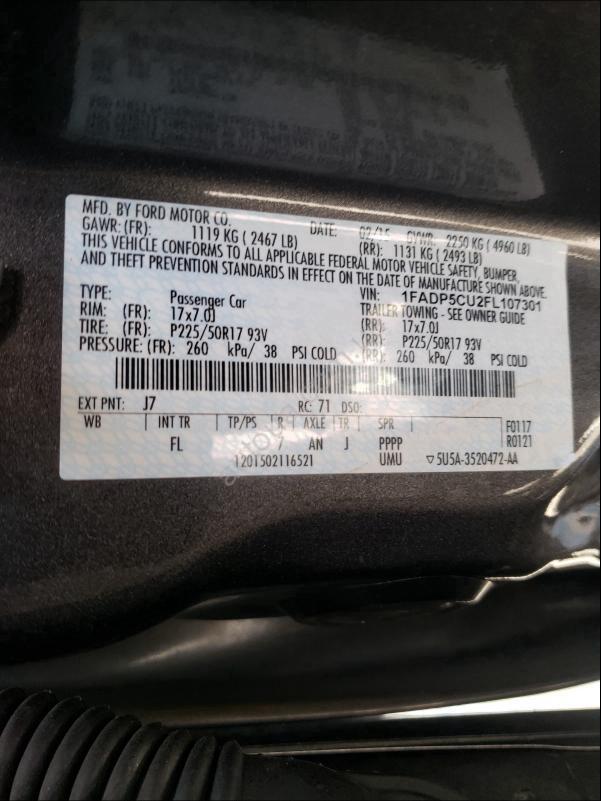 MFD. BY FORD MOTOR CO.
DATE: 02/15 GVWR: 2250 KG ( 4960 LB)
GAWR: (FR): 1119 KG ( 2467 LB) (RR): 1131 KG ( 2493 LB)
THIS VEHICLE CONFORMS TO ALL APPLICABLE FEDERAL MOTOR VEHICLE SAFETY, BUMPER,
AND THEFT PREVENTION STANDARDS IN EFFECT ON THE DATE OF MANUFACTURE SHOWN ABOVE.
VIN: 1FADP5CU2FL107301
TYPE: Passenger Car TRAILER TOWING - SEE OWNER GUIDE
RIM: (FR): 17x7.0J (RR): 17x7.0J
TIRE: (FR): P225/50R17 93V (RR): P225/50R17 93V
PRESSURE: (FR): 260 kPa/ 38 PSI COLD (RR): 260 kPa/ 38 PSI COLD
EXT PNT: J7 RC: 71 DSO:
WB INT TR TP/PS R AXLE TR SPR F0117
FL 7 AN J PPPP R0121
1201502116521 UMU ▽5U5A-3520472-AA